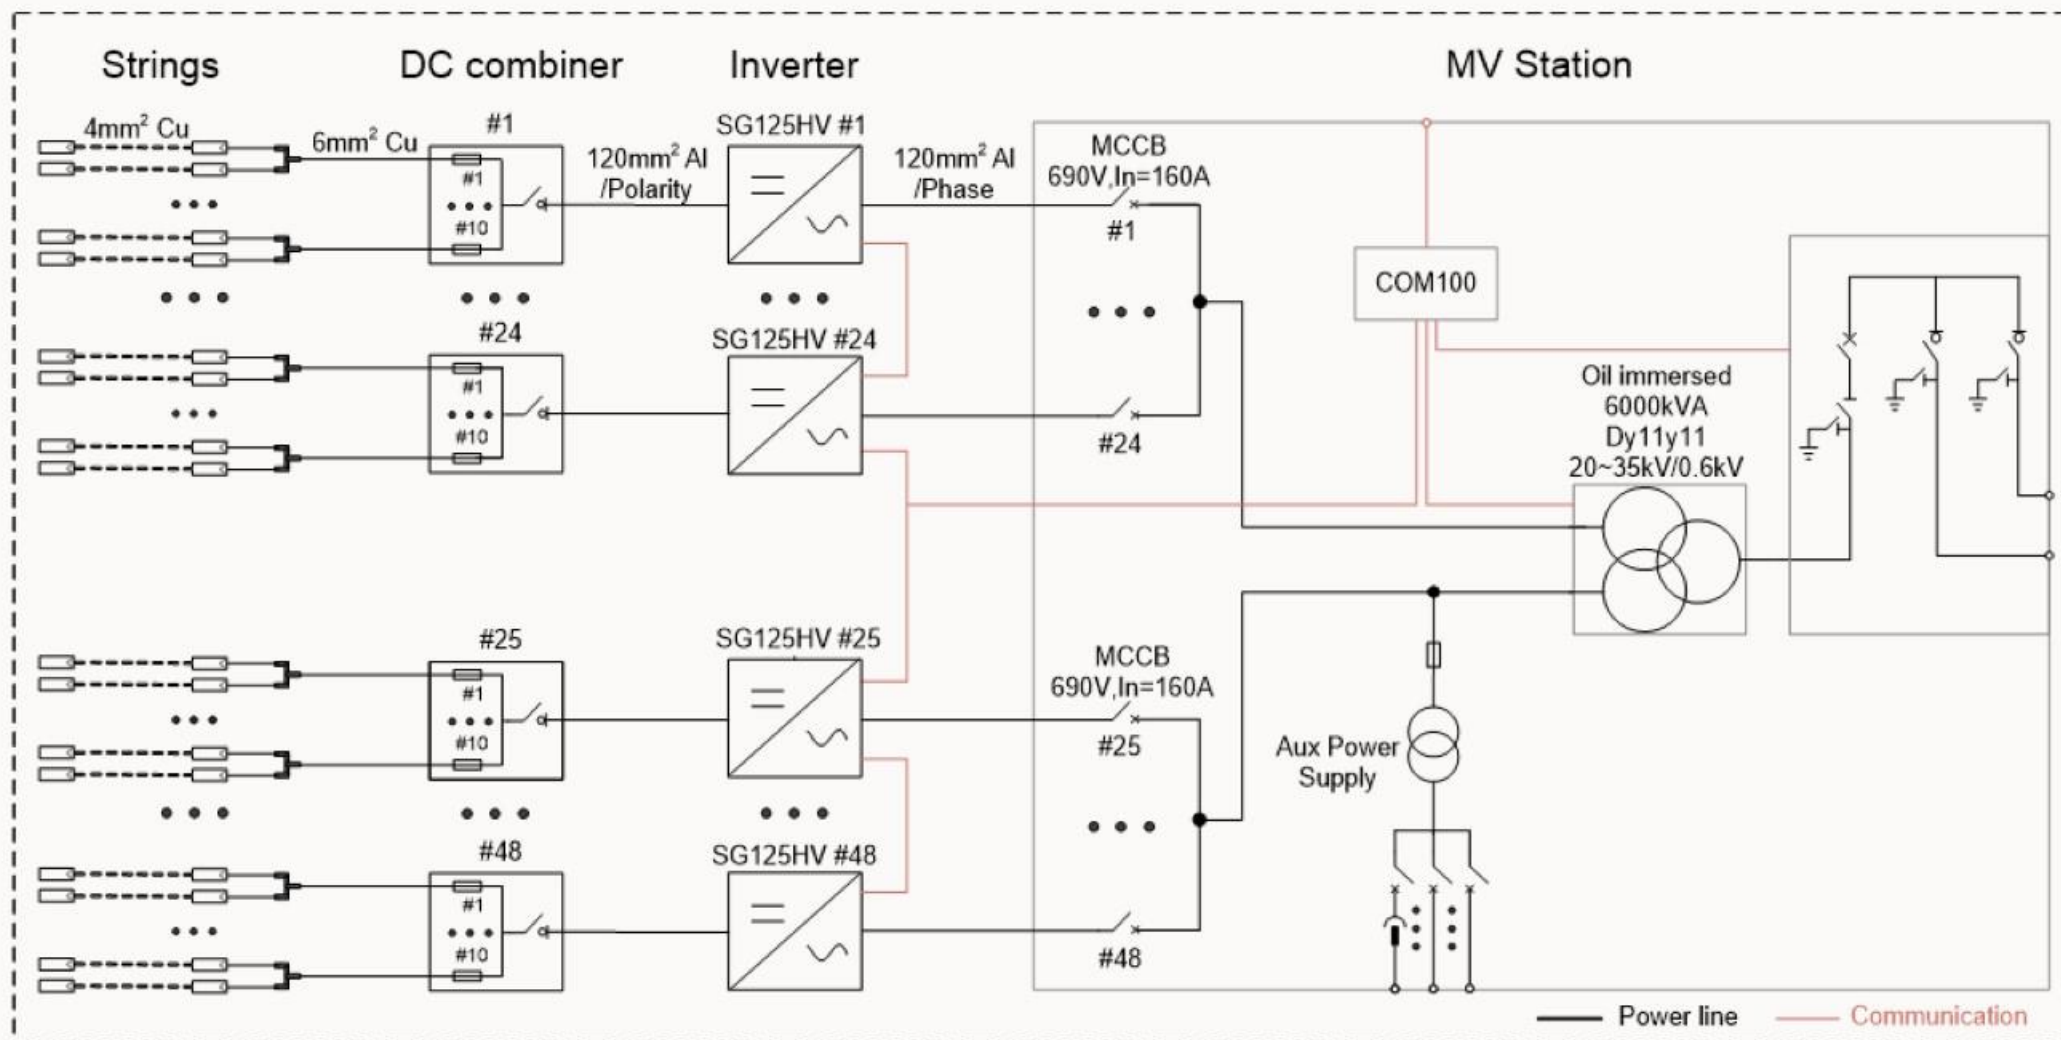 Strings
DC combiner
Inverter
MV Station
4mm² Cu
6mm² Cu
#1
#1
#10
120mm² Al
/Polarity
SG125HV #1
120mm² Al
/Phase
MCCB
690V,In=160A
#1
#24
#1
#10
SG125HV #24
#24
COM100
Oil immersed
6000kVA
Dy11y11
20~35kV/0.6kV
#25
#1
#10
SG125HV #25
MCCB
690V,In=160A
#25
Aux Power
Supply
#48
#1
#10
SG125HV #48
#48
Power line
Communication